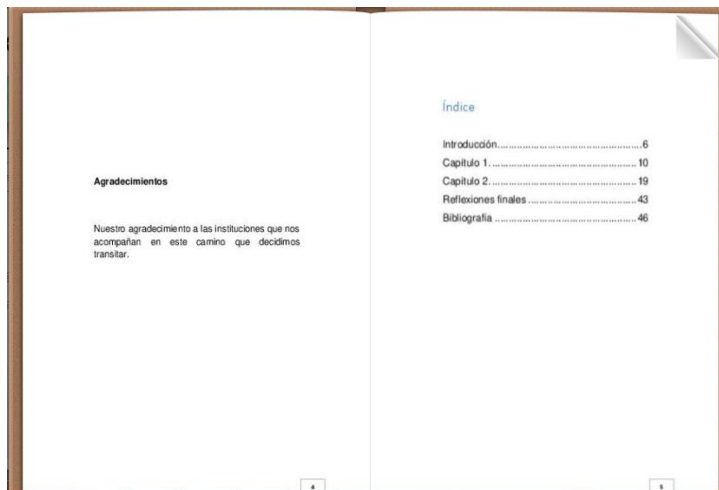 Agradecimientos
Nuestro agradecimiento a las instituciones que nos
acompañan en este camino que decidimos
transitar.
4
Índice
Introducción..................................................6
Capítulo 1. .................................................. 10
Capítulo 2. .................................................. 19
Reflexiones finales ...................................... 43
Bibliografía .................................................. 46
5